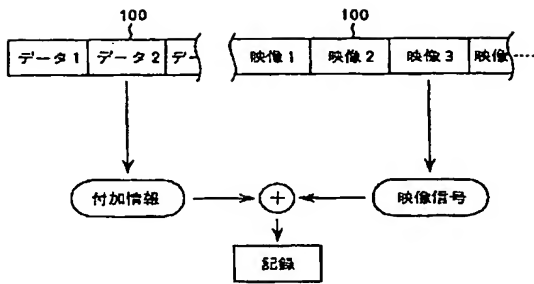 100 100
データ1 データ2 デー 映像1 映像2 映像3 映像
付加情報 + 映像信号
記録